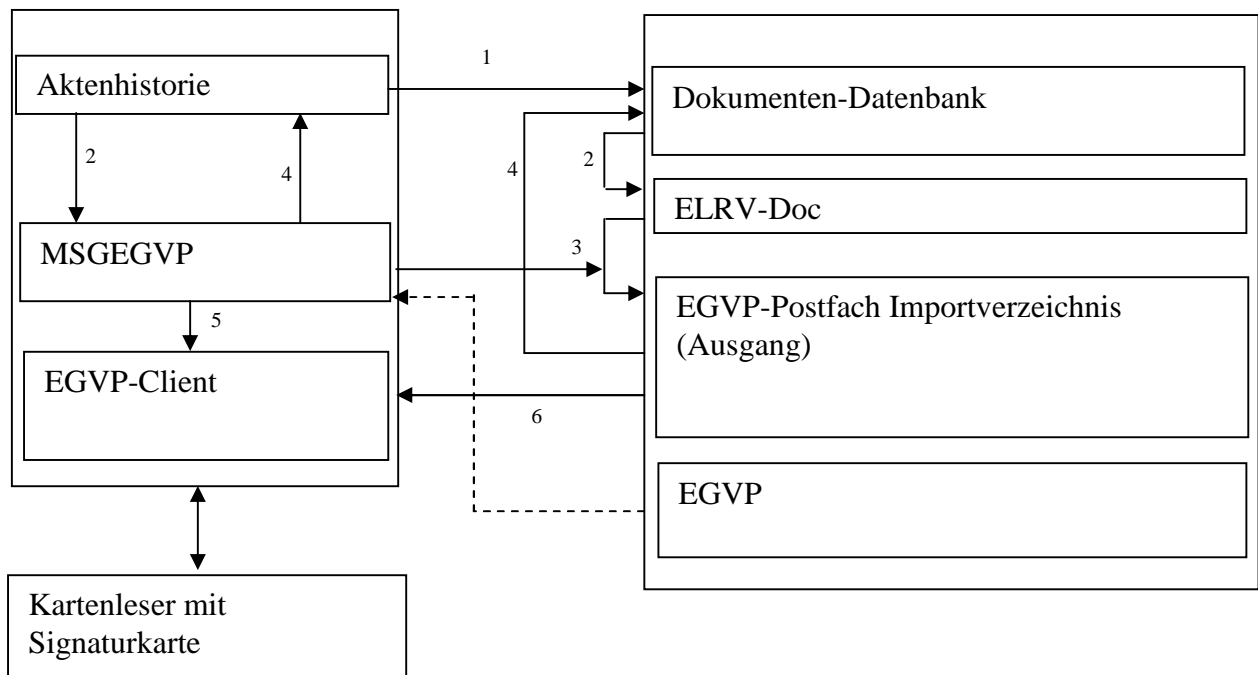 1
Aktenhistorie
Dokumenten-Datenbank
2
4
4
2
ELRV-Doc
MSGEGVP
3
EGVP-Postfach Importverzeichnis
(Ausgang)
5
EGVP-Client
6
EGVP
Kartenleser mit
Signaturkarte